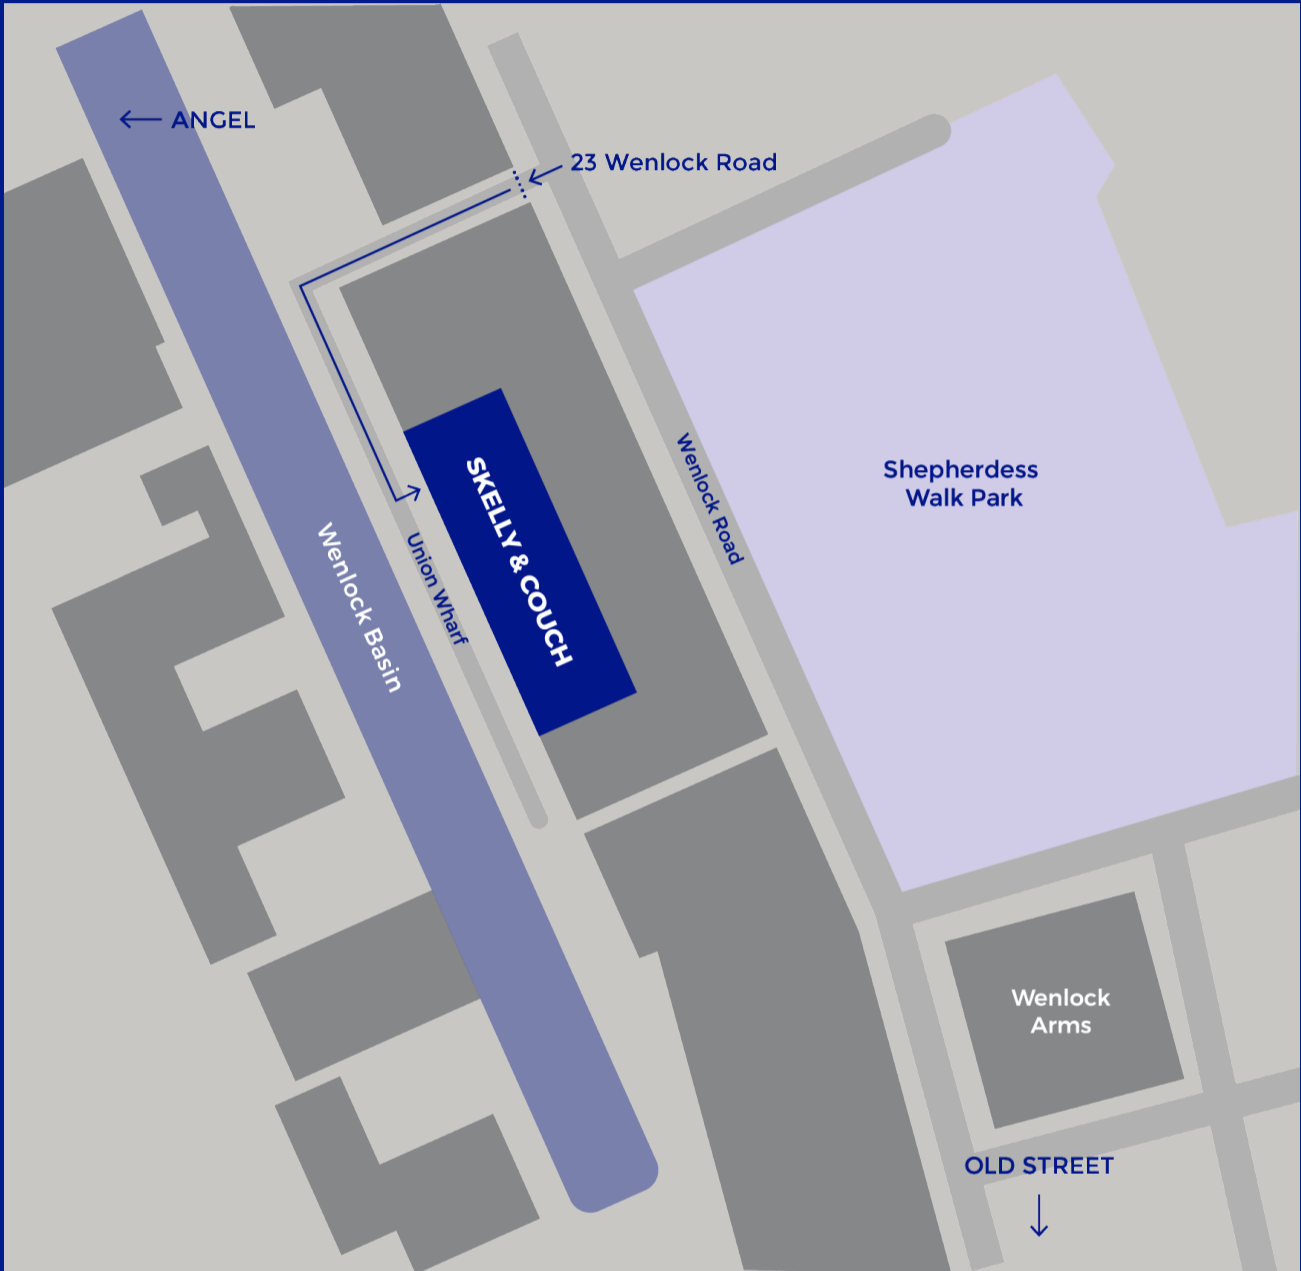 ANGEL
23 Wenlock Road
Shepherdess
Walk Park
Wenlock Road
SKELLY & COUCH
Union Wharf
Wenlock Basin
Wenlock
Arms
OLD STREET